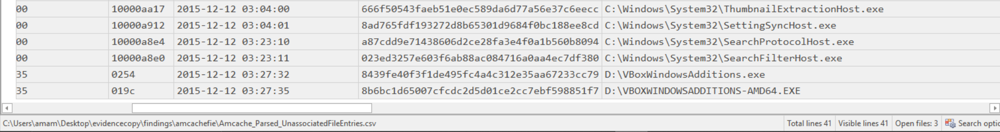 00 10000aa17 2015-12-12 03:04:00 666f50543faeb51e0ec589da6d77a56e37c6eecc C:\Windows\System32\ThumbnailExtractionHost.exe
00 10000a912 2015-12-12 03:04:01 8ad765fdf193272d8b65301d9684f0bc188ee8cd C:\Windows\System32\SettingSyncHost.exe
00 10000a8e4 2015-12-12 03:23:10 a87cdd9e71438606d2ce28fa3e4f0a1b560b8094 C:\Windows\System32\SearchProtocolHost.exe
00 10000a8e0 2015-12-12 03:23:11 023ed3257e603f6ab88ac084716a0aa4ec7df380 C:\Windows\System32\SearchFilterHost.exe
35 0254 2015-12-12 03:27:32 8439fe40f3f1de495fc4a4c312e35aa67233cc79 D:\VBoxWindowsAdditions.exe
35 019c 2015-12-12 03:27:35 8b6bc1d65007cfcdc2d5d01ce2cc7ebf598851f7 D:\VBOXWINDOWSADDITIONS-AMD64.EXE
C:\Users\amam\Desktop\evidencecopy\findings\amcachefie\Amcache_Parsed_UnassociatedFileEntries.csv Total lines 41 Visible lines 41 Open files: 3 Search optic